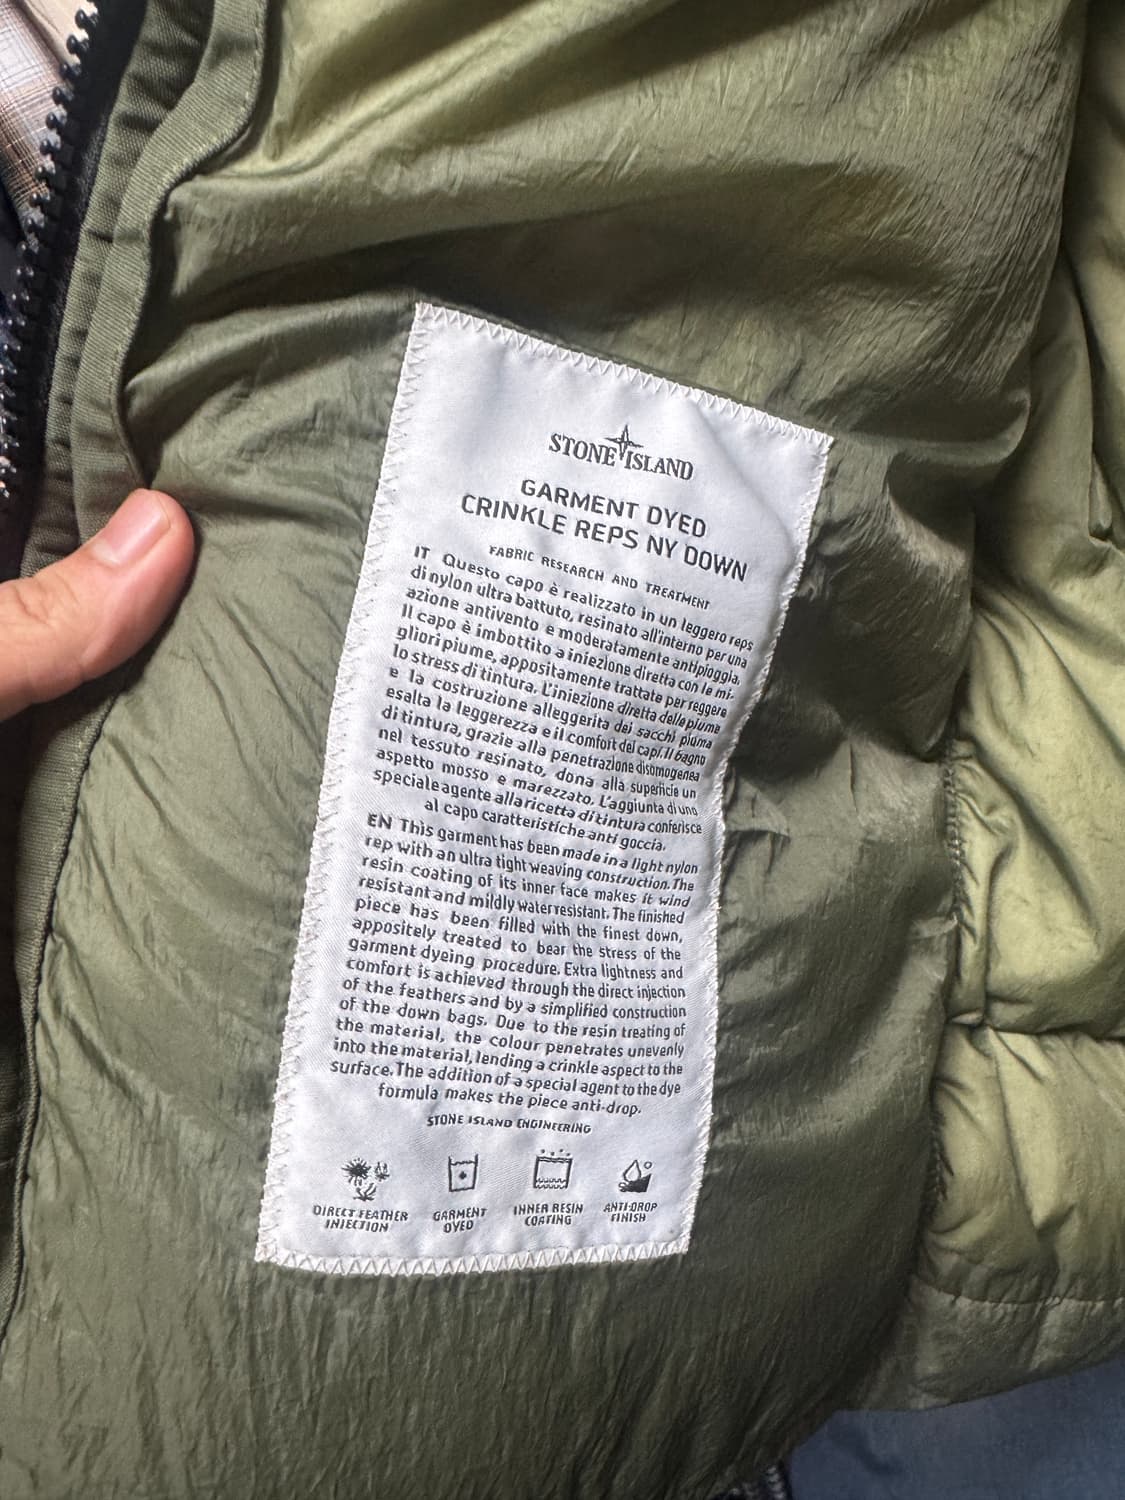 STONE ISLAND
GARMENT DYED
CRINKLE REPS NY DOWN
FABRIC RESEARCH AND TREATMENT
IT Questo capo è realizzato in un leggero reps
di nylon ultra battuto, resinato all'interno per una
azione antivento e moderatamente antipioggia.
Il capo è imbottito a iniezione diretta con le mi-
gliori piume, appositamente trattate per reggere
lo stress di tintura. L'iniezione diretta delle piume
e la costruzione alleggerita dei sacchi piuma
esalta la leggerezza e il comfort del capi. Il bagno
di tintura, grazie alla penetrazione disomogenea
nel tessuto resinato, dona alla superficie un
aspetto mosso e marezzato. L'aggiunta di uno
speciale agente alla ricetta di tintura conferisce
al capo caratteristiche anti goccia.
EN This garment has been made in a light nylon
rep with an ultra tight weaving construction. The
resin coating of its inner face makes it wind
resistant and mildly water resistant. The finished
piece has been filled with the finest down,
appositely treated to bear the stress of the
garment dyeing procedure. Extra lightness and
comfort is achieved through the direct injection
of the feathers and by a simplified construction
of the down bags. Due to the resin treating of
the material, the colour penetrates unevenly
into the material, lending a crinkle aspect to the
surface. The addition of a special agent to the dye
formula makes the piece anti-drop.
STONE ISLAND ENGINEERING
DIRECT FEATHER
INJECTION
GARMENT
DYED
INNER RESIN
COATING
ANTI-DROP
FINISH